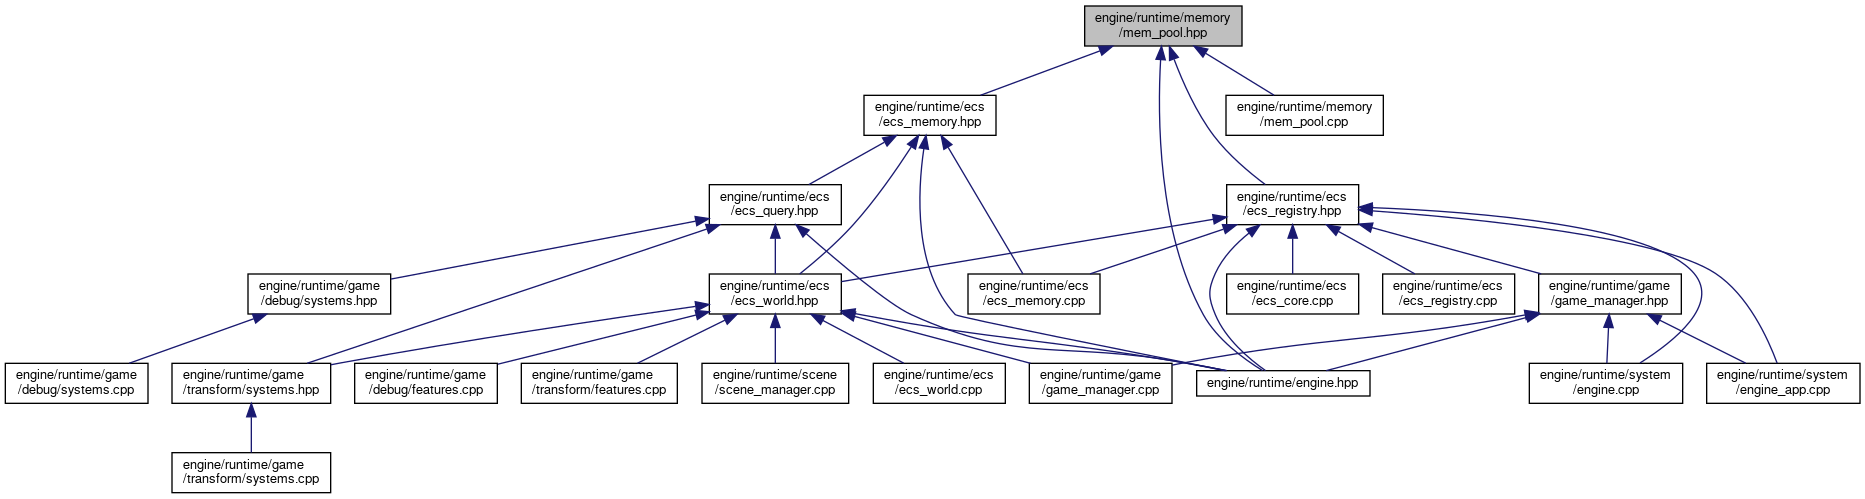 engine/runtime/memory
/mem_pool.hpp
engine/runtime/ecs
/ecs_memory.hpp
engine/runtime/memory
/mem_pool.cpp
engine/runtime/ecs
/ecs_query.hpp
engine/runtime/ecs
/ecs_registry.hpp
engine/runtime/game
/debug/systems.hpp
engine/runtime/ecs
/ecs_world.hpp
engine/runtime/ecs
/ecs_memory.cpp
engine/runtime/ecs
/ecs_core.cpp
engine/runtime/ecs
/ecs_registry.cpp
engine/runtime/game
/game_manager.hpp
engine/runtime/game
/debug/systems.cpp
engine/runtime/game
/transform/systems.hpp
engine/runtime/game
/debug/features.cpp
engine/runtime/game
/transform/features.cpp
engine/runtime/scene
/scene_manager.cpp
engine/runtime/ecs
/ecs_world.cpp
engine/runtime/game
/game_manager.cpp
engine/runtime/engine.hpp
engine/runtime/system
/engine.cpp
engine/runtime/system
/engine_app.cpp
engine/runtime/game
/transform/systems.cpp